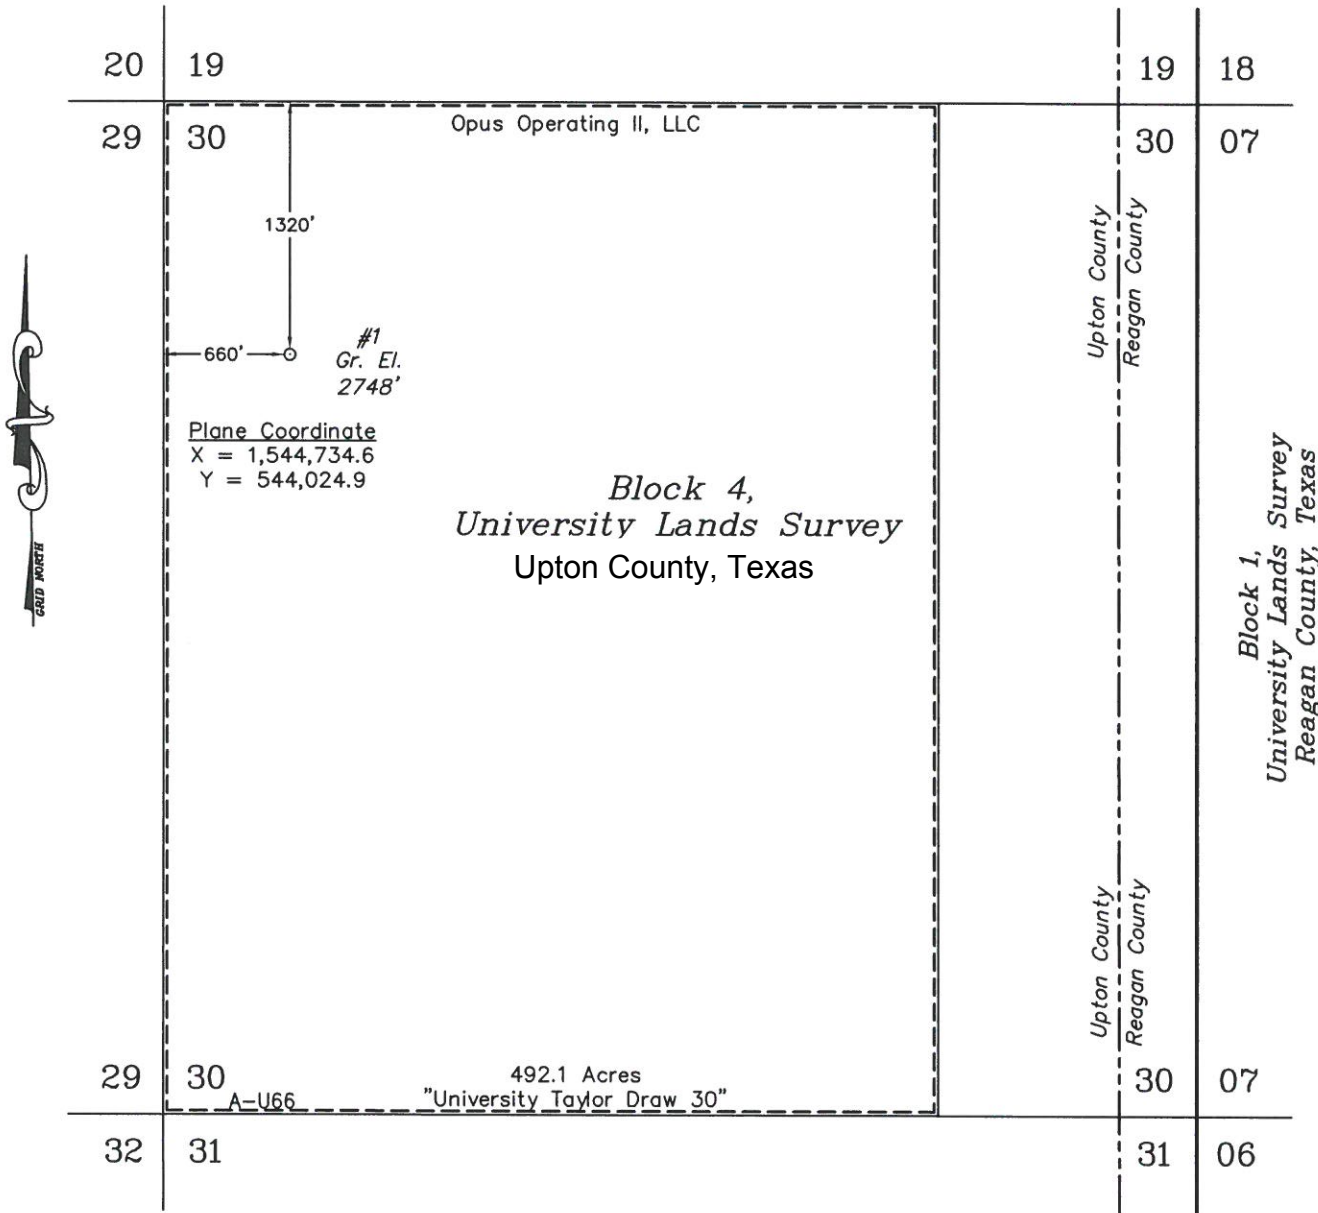 20 19 19 18
29 30 30 07
Opus Operating II, LLC
1320'
660'
#1
Gr. El.
2748'
Plane Coordinate
X = 1,544,734.6
Y = 544,024.9
Block 4,
University Lands Survey
Upton County, Texas
Upton County
Reagan County
GRID NORTH
Block 1,
University Lands Survey
Reagan County, Texas
Upton County
Reagan County
29 30 30 07
492.1 Acres
A-U66 "University Taylor Draw 30"
32 31 31 06